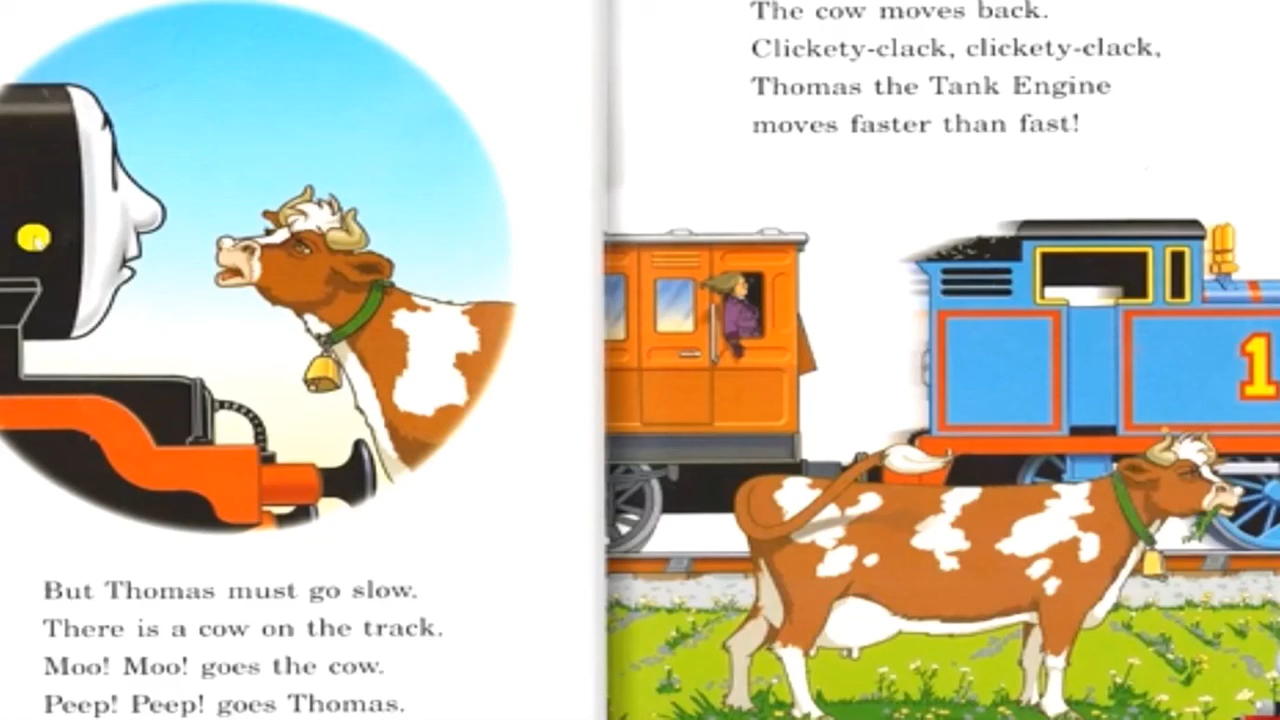 But Thomas must go slow.
There is a cow on the track.
Moo! Moo! goes the cow.
Peep! Peep! goes Thomas.
The cow moves back.
Clickety-clack, clickety-clack,
Thomas the Tank Engine
moves faster than fast!
1